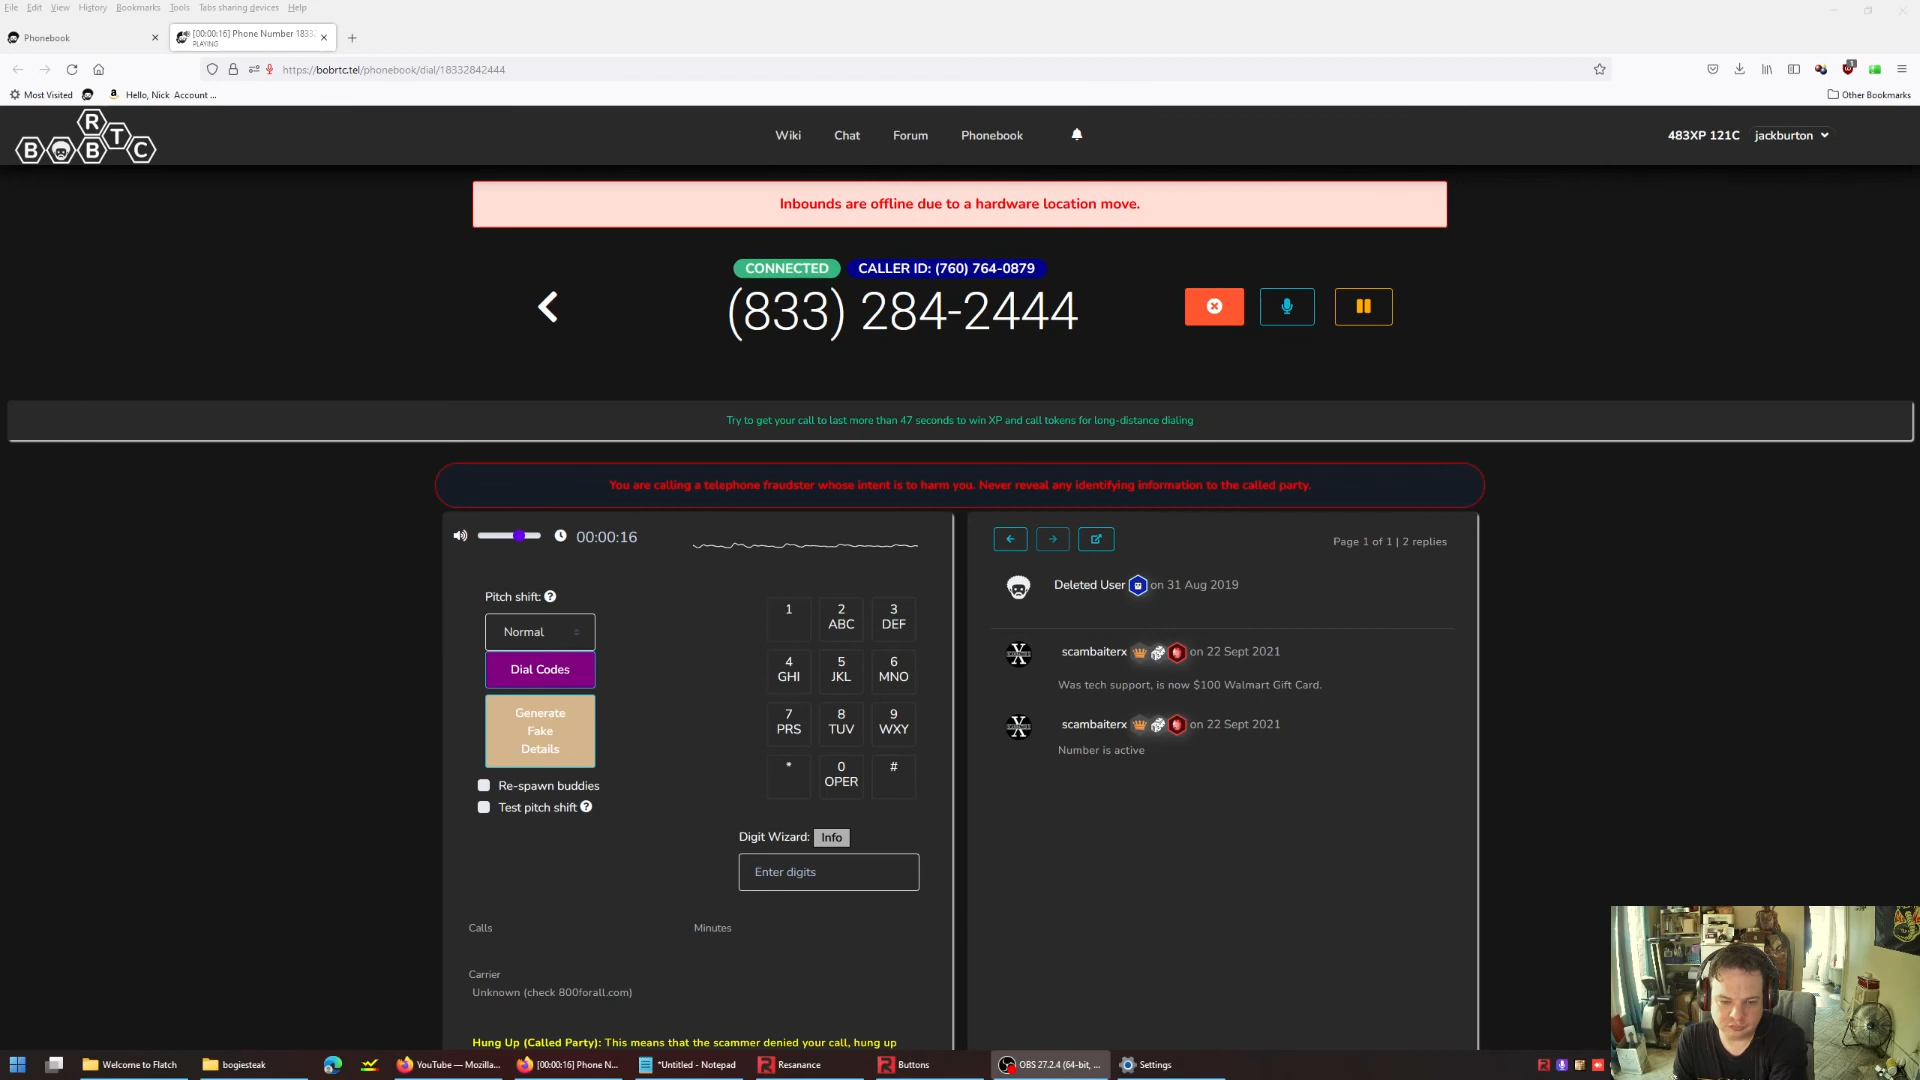 File Edit View History Bookmarks Tools Tabs sharing devices Help
Phonebook
[00:00:16] Phone Number 1833
PLAYING
https://bobrtc.tel/phonebook/dial/18332842444
Most Visited
a Hello, Nick Account ...
Other Bookmarks
B R B T C
Wiki Chat Forum Phonebook
483XP 121C jackburton
Inbounds are offline due to a hardware location move.
CONNECTED CALLER ID: (760) 764-0879
(833) 284-2444
Try to get your call to last more than 47 seconds to win XP and call tokens for long-distance dialing
You are calling a telephone fraudster whose intent is to harm you. Never reveal any identifying information to the called party.
00:00:16
Pitch shift: ?
Normal
Dial Codes
Generate
Fake
Details
Re-spawn buddies
Test pitch shift ?
1
2
ABC
3
DEF
4
GHI
5
JKL
6
MNO
7
PRS
8
TUV
9
WXY
*
0
OPER
#
Digit Wizard: Info
Enter digits
Calls
Minutes
Carrier
Unknown (check 800forall.com)
Hung Up (Called Party): This means that the scammer denied your call, hung up
Page 1 of 1 | 2 replies
Deleted User on 31 Aug 2019
X scambaiterx on 22 Sept 2021
Was tech support, is now $100 Walmart Gift Card.
X scambaiterx on 22 Sept 2021
Number is active
Welcome to Flatch
bogiesteak
YouTube — Mozilla...
[00:00:16] Phone N...
*Untitled - Notepad
Resanance
Buttons
OBS 27.2.4 (64-bit, ...
Settings